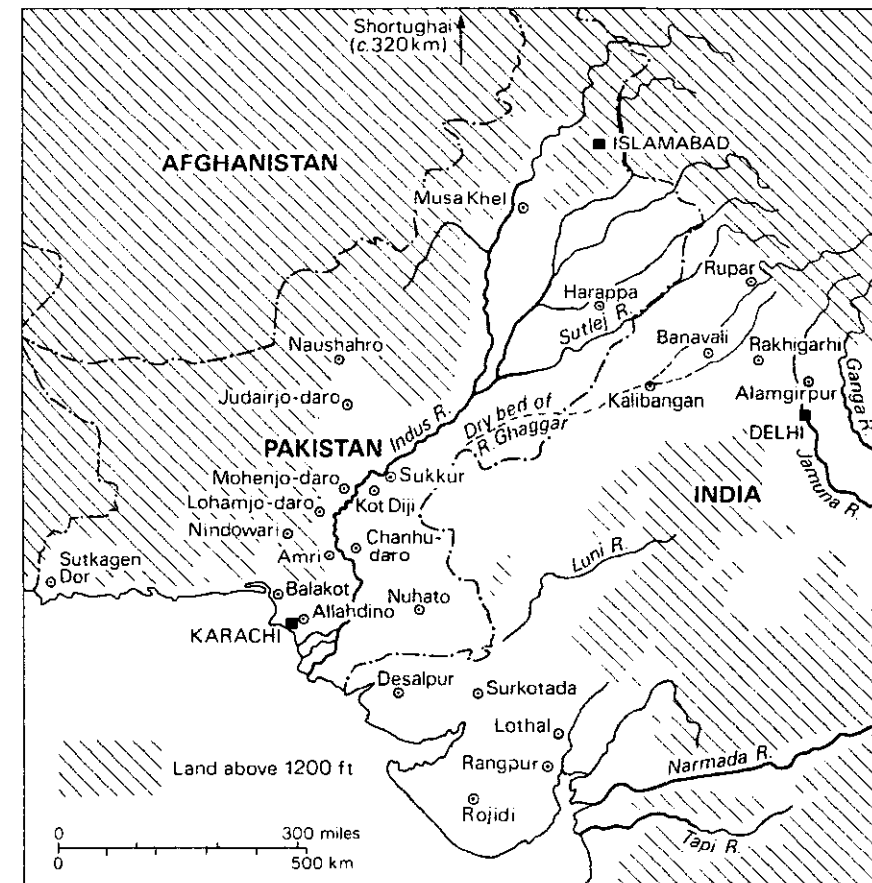 Shortughai
(c.320km)
AFGHANISTAN
ISLAMABAD
Musa Khel
Rupar
Harappa
Sutlej R.
Naushahro
Banavali
Rakhigarhi
Judairjo-daro
Kalibangan
Alamgirpur
Ganga R.
Indus R.
Dry bed of
R Ghaggar
DELHI
PAKISTAN
Mohenjo-daro
Sukkur
INDIA
Jamuna R.
Lohamjo-daro
Kot Diji
Nindowari
Chanhu-
daro
Amri
Luni R.
Sutkagen
Dor
Balakot
Nuhato
Allahdino
KARACHI
Desalpur
Surkotada
Lothal
Land above 1200 ft
Rangpur
Narmada R.
Rojidi
0 300 miles
0 500 km
Tapi R.